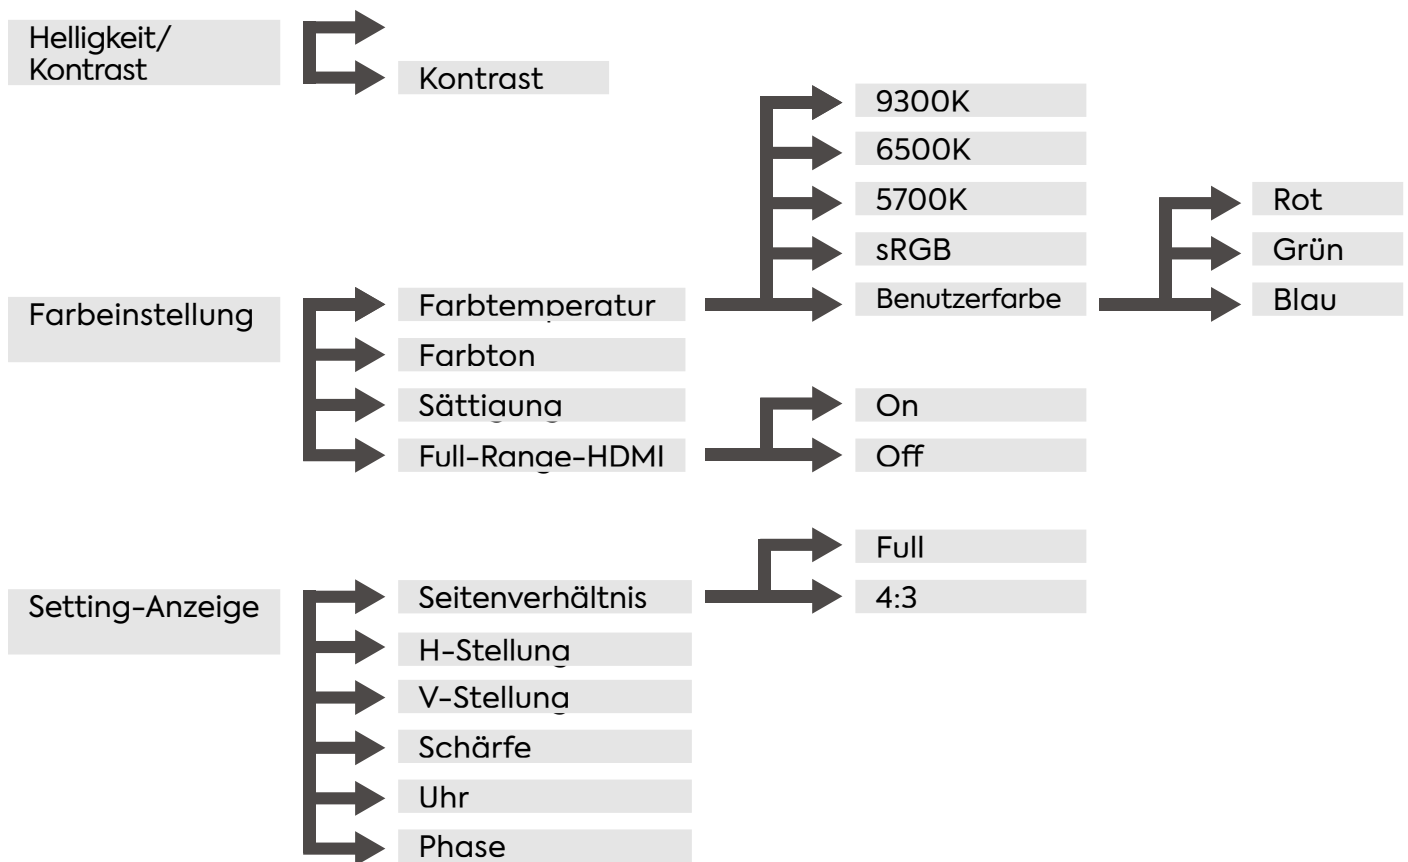 Helligkeit/
Kontrast
Kontrast
Farbeinstellung
Farbtemperatur
9300K
6500K
5700K
sRGB
Benutzerfarbe
Rot
Grün
Blau
Farbton
Sättigung
Full-Range-HDMI
On
Off
Setting-Anzeige
Seitenverhältnis
Full
4:3
H-Stellung
V-Stellung
Schärfe
Uhr
Phase